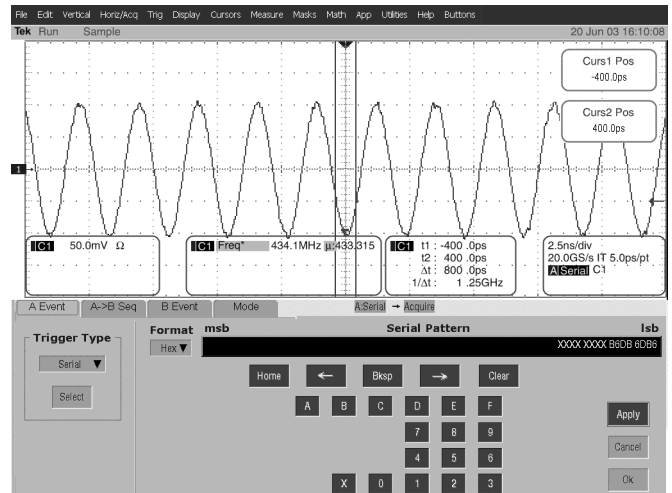 File Edit Vertical Horiz/Acq Trig Display Cursors Measure Masks Math App Utilities Help Buttons
Tek Run Sample 20 Jun 03 16:10:08
Curs1 Pos
-400.0ps
Curs2 Pos
400.0ps
1
C1 50.0mV Ω
C1 Freq* 434.1MHz µ:433.315
C1 t1 : -400 .0ps
t2 : 400 .0ps
Δt : 800 .0ps
1/Δt : 1 .25GHz
2.5ns/div
20.0GS/s IT 5.0ps/pt
A Serial C1
A Event A->B Seq B Event Mode A:Serial → Acquire
Trigger Type
Serial ▼
Select
Format msb Serial Pattern lsb
Hex ▼ XXXX XXXX B6DB 6DB6
Home ← Bksp → Clear
A B C D E F
7 8 9
4 5 6
X 0 1 2 3
Apply
Cancel
Ok